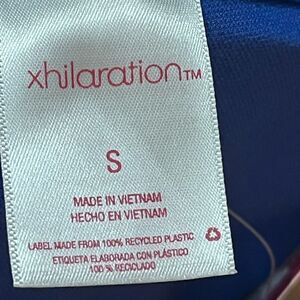 xhilaration™
S
MADE IN VIETNAM
HECHO EN VIETNAM
LABEL MADE FROM 100% RECYCLED PLASTIC
ETIQUETA ELABORADA CON PLÁSTICO
100 % RECICLADO